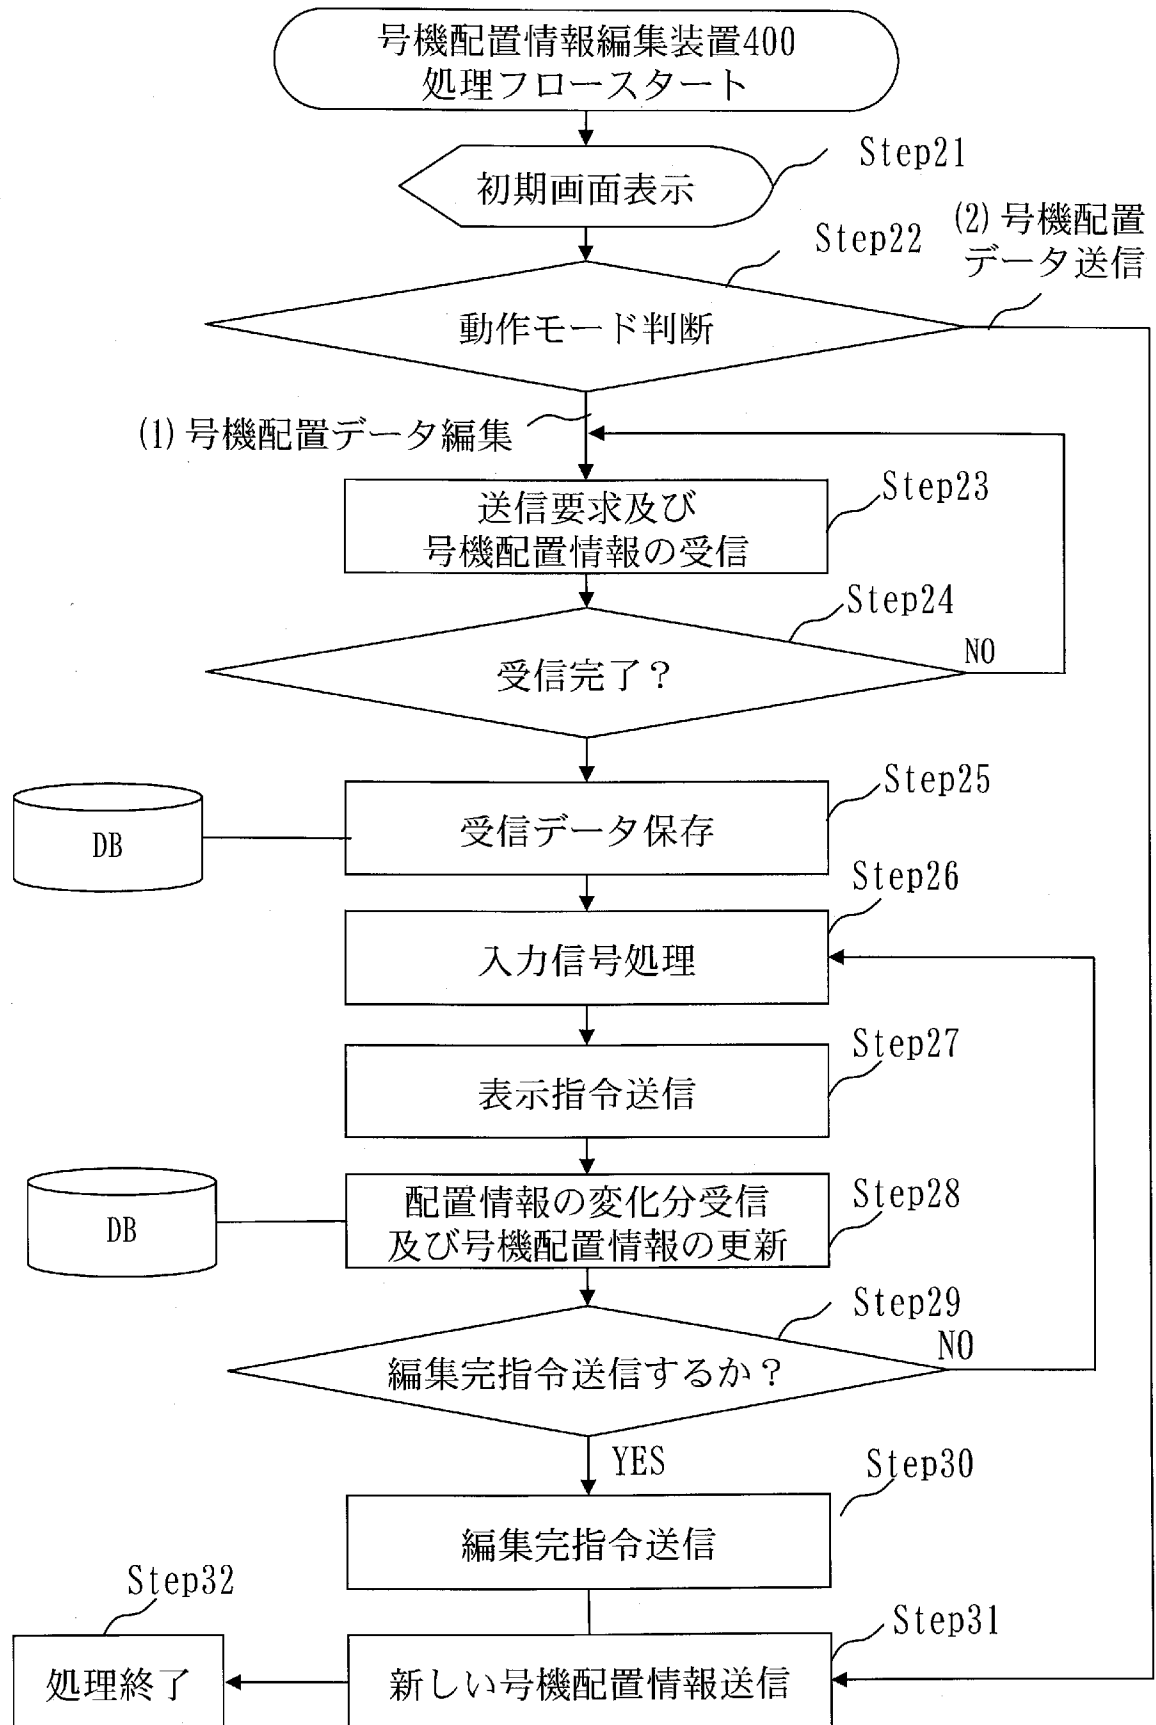 号機配置情報編集装置400
処理フロースタート
Step21
初期画面表示
Step22
(2)号機配置
データ送信
動作モード判断
(1)号機配置データ編集
Step23
送信要求及び
号機配置情報の受信
Step24
受信完了？
NO
Step25
受信データ保存
DB
Step26
入力信号処理
Step27
表示指令送信
Step28
配置情報の変化分受信
及び号機配置情報の更新
DB
Step29
編集完指令送信するか？
NO
YES
Step30
編集完指令送信
Step31
新しい号機配置情報送信
Step32
処理終了